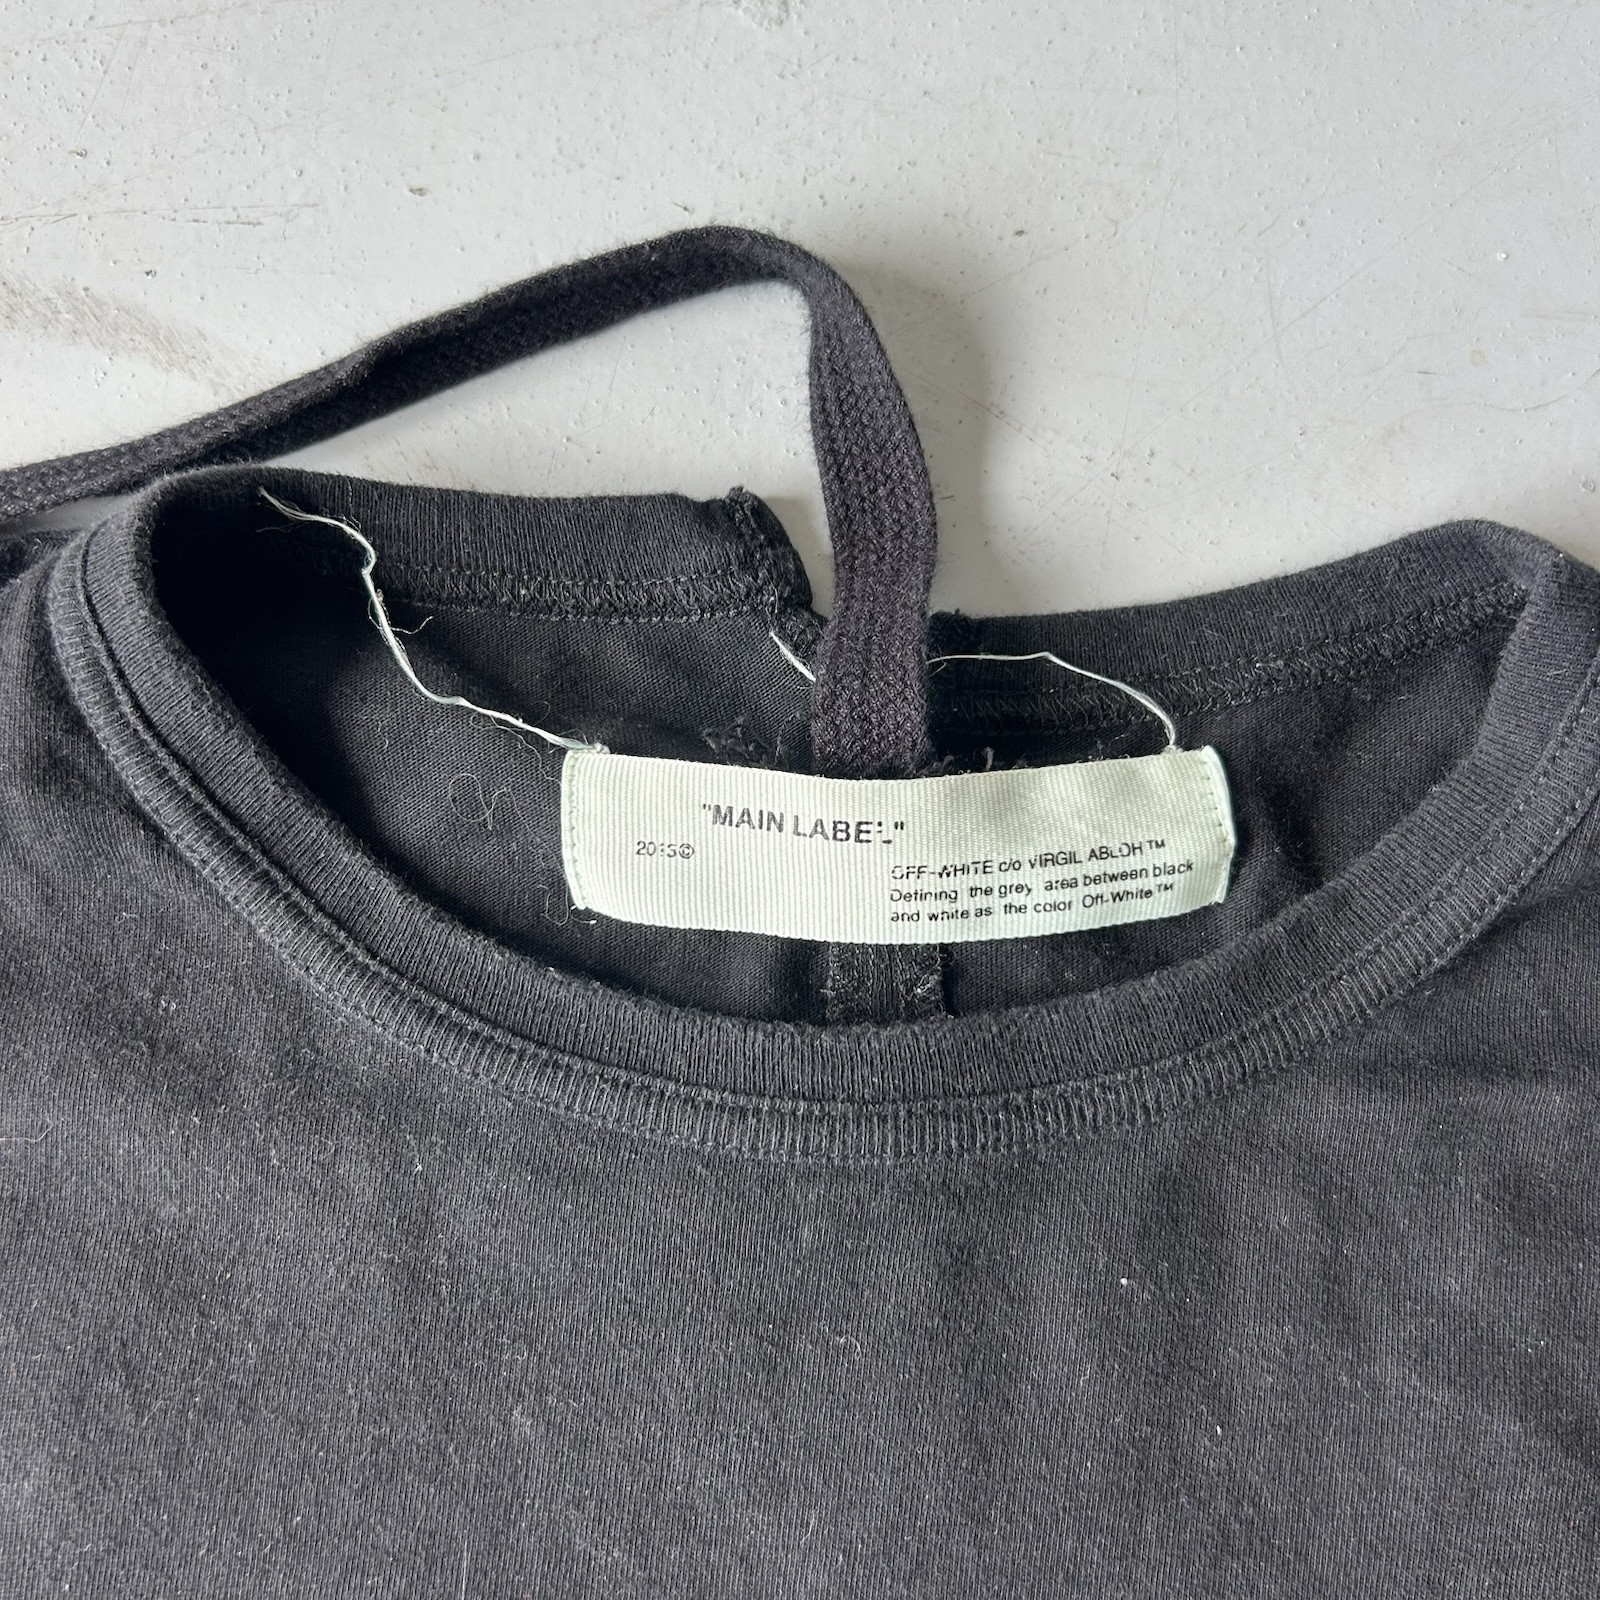 "MAIN LABEL"
OFF-WHITE c/o VIRGIL ABLOH™
Defining the grey area between black
and white as the color Off-White™